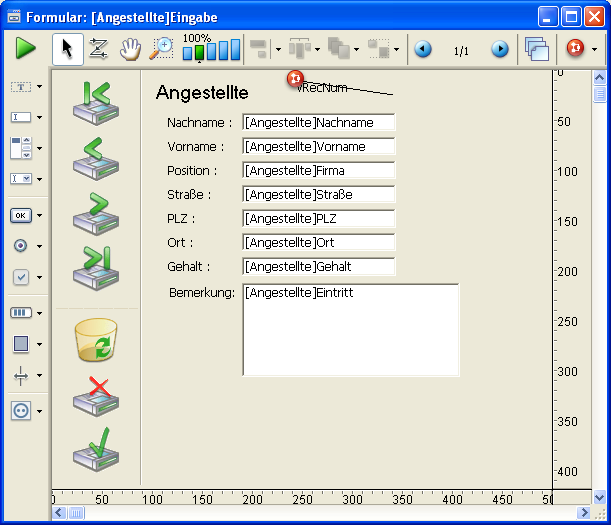 Formular: [Angestellte]Eingabe
100%
1/1
OK
Angestellte
vRecNum
Nachname : [Angestellte]Nachname
Vorname : [Angestellte]Vorname
Position : [Angestellte]Firma
Straße : [Angestellte]Straße
PLZ : [Angestellte]PLZ
Ort : [Angestellte]Ort
Gehalt : [Angestellte]Gehalt
Bemerkung: [Angestellte]Eintritt
0
50
100
150
200
250
300
350
400
0 50 100 150 200 250 300 350 400 450 50